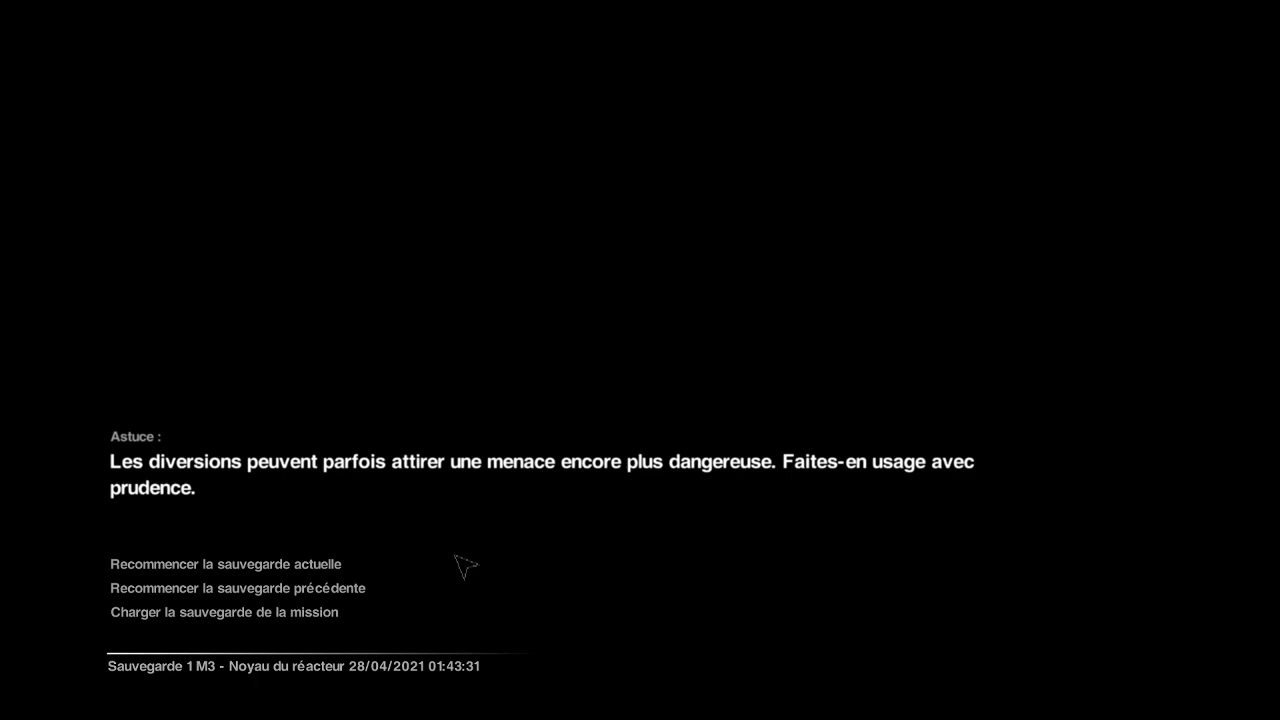 Astuce :
Les diversions peuvent parfois attirer une menace encore plus dangereuse. Faites-en usage avec
prudence.
Recommencer la sauvegarde actuelle
Recommencer la sauvegarde précédente
Charger la sauvegarde de la mission
Sauvegarde 1 M3 - Noyau du réacteur 28/04/2021 01:43:31